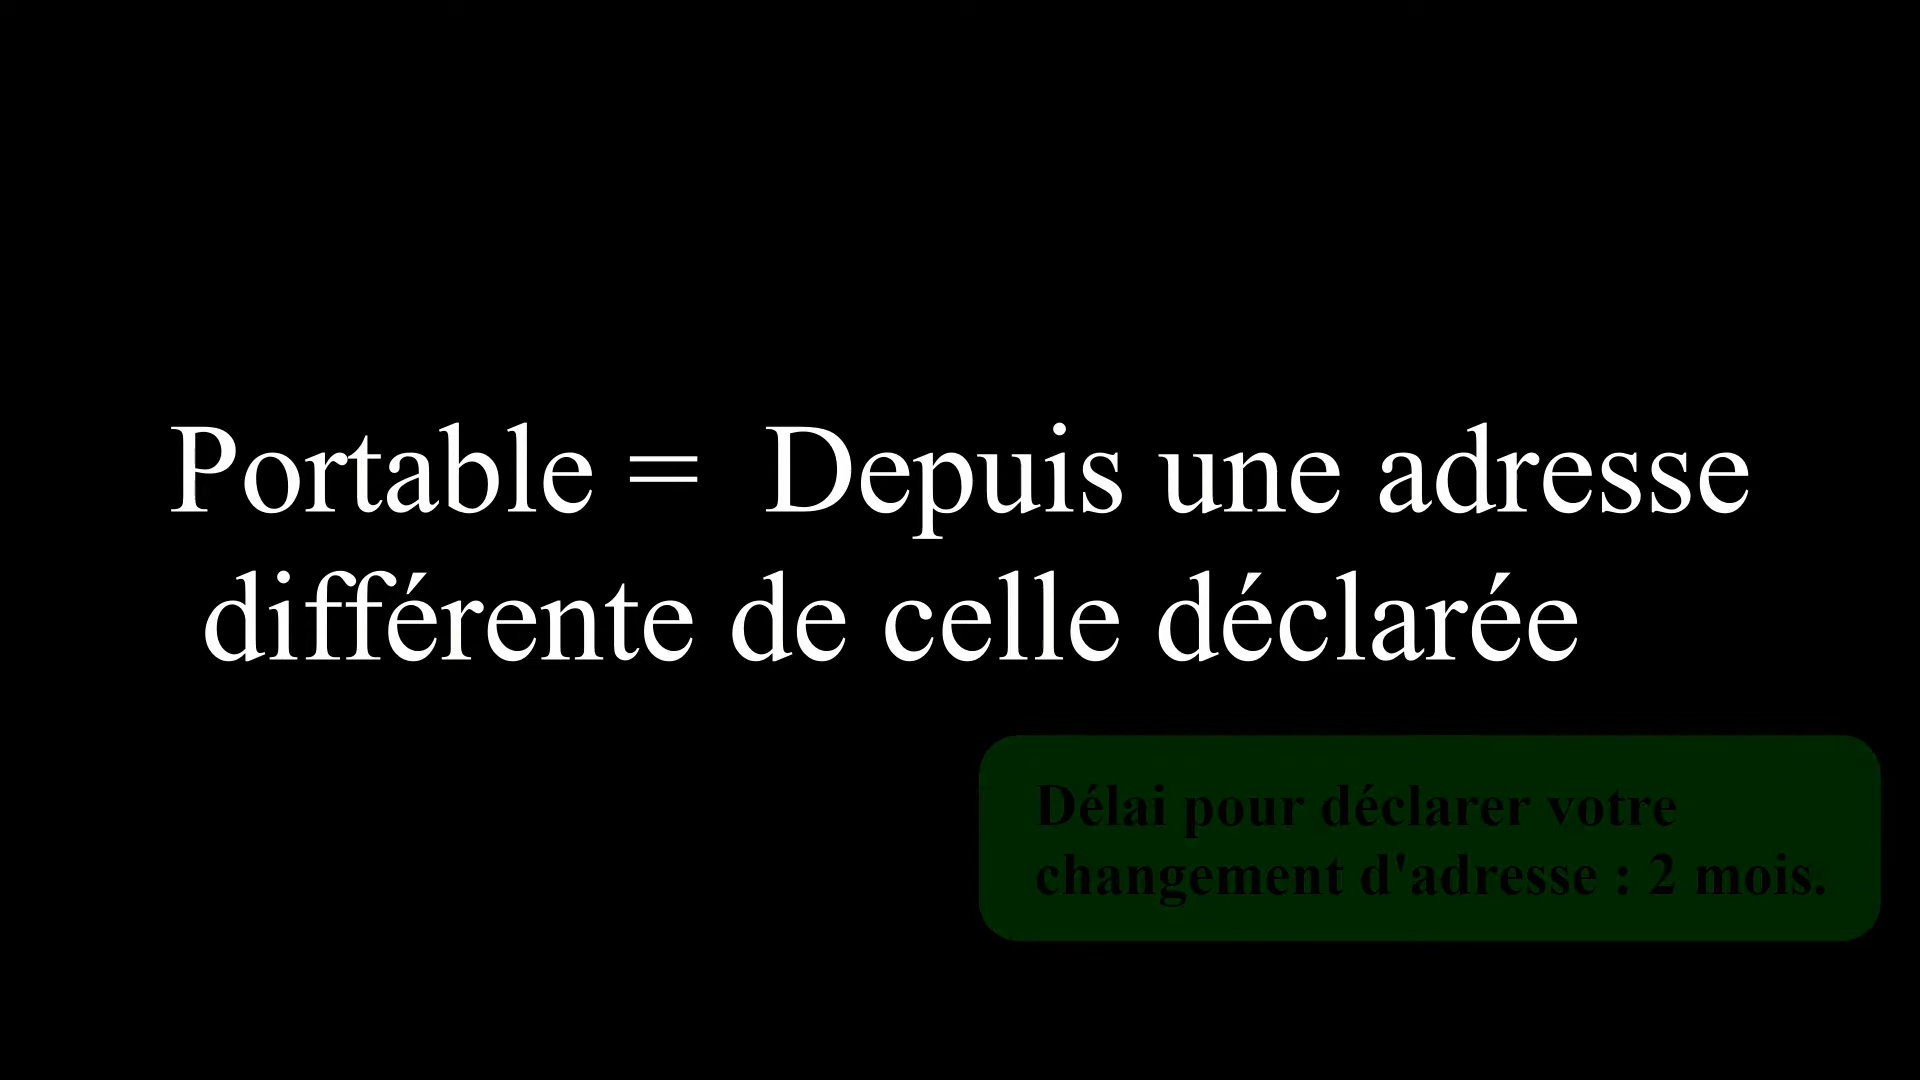 Portable = Depuis une adresse
différente de celle déclarée
Délai pour déclarer votre
changement d'adresse : 2 mois.